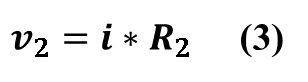 v₂ = i * R₂ (3)